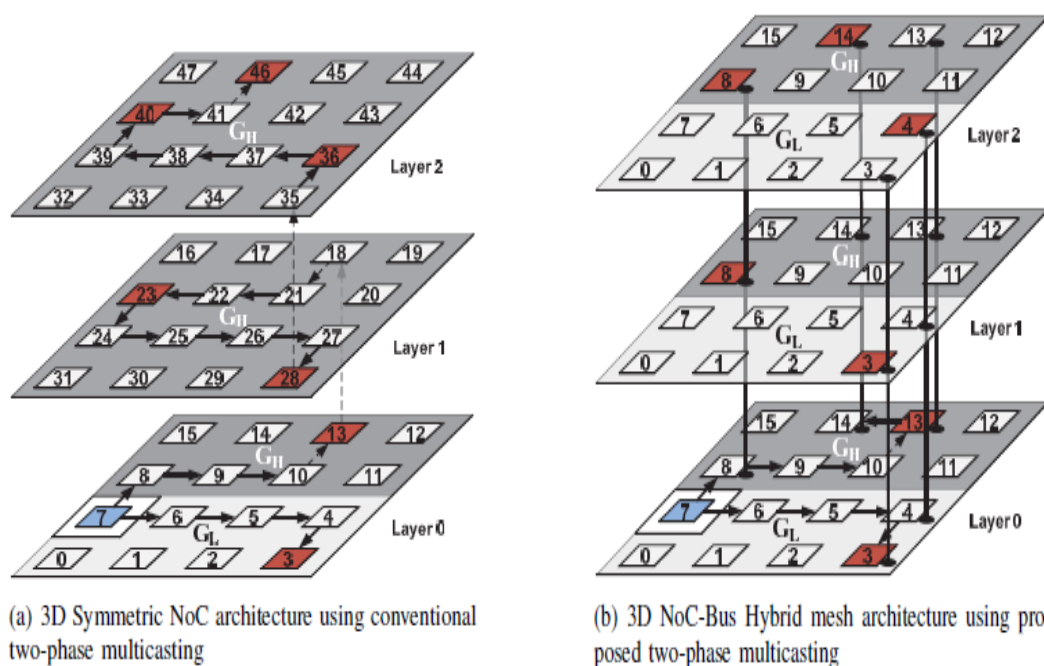 47 46 45 44
40 41 42 43
G_H
39 38 37 36
32 33 34 35
Layer 2
16 17 18 19
23 22 21 20
G_H
24 25 26 27
31 30 29 28
Layer 1
15 14 13 12
G_H
8 9 10 11
7 6 5 4
G_L
0 1 2 3
Layer 0
(a) 3D Symmetric NoC architecture using conventional
two-phase multicasting
15 14 13 12
G_H
8 9 10 11
7 6 5 4
G_L
0 1 2 3
Layer 2
15 14 13 12
G_H
8 9 10 11
7 6 5 4
G_L
0 1 2 3
Layer 1
15 14 13 12
G_H
8 9 10 11
7 6 5 4
G_L
0 1 2 3
Layer 0
(b) 3D NoC-Bus Hybrid mesh architecture using pro
posed two-phase multicasting